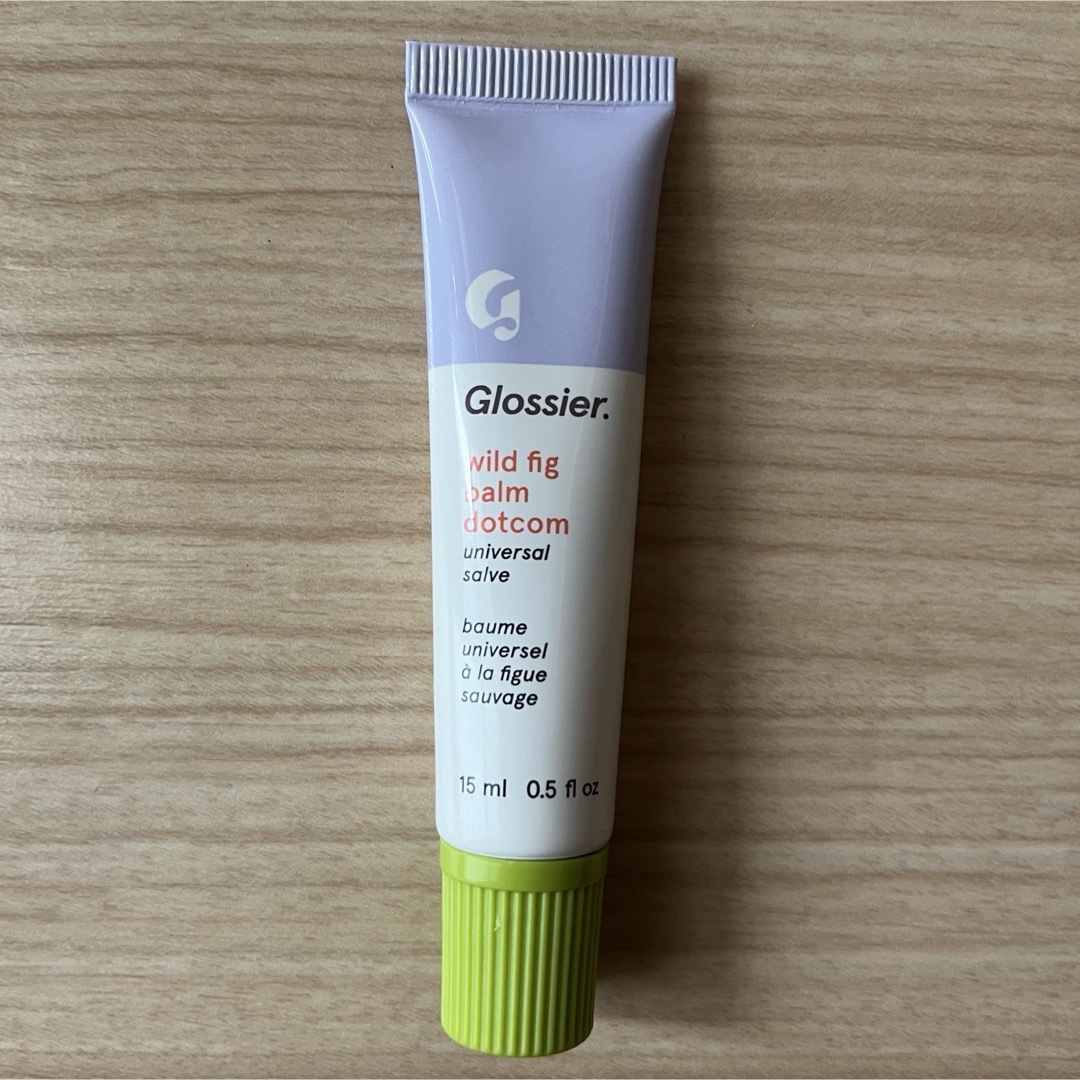 G
Glossier.
wild fig
balm
dotcom
universal
salve
baume
universel
à la figue
sauvage
15 ml 0.5 fl oz